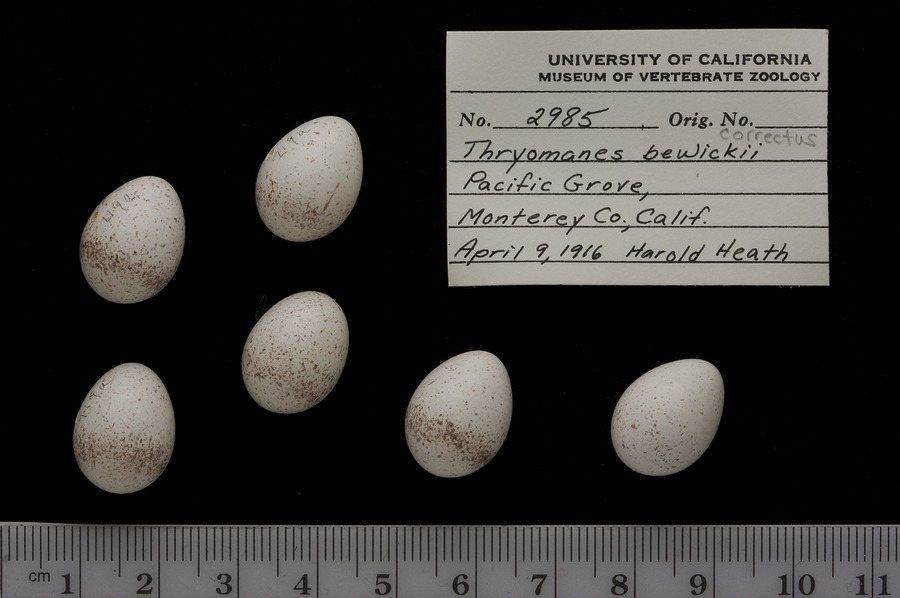 UNIVERSITY OF CALIFORNIA
MUSEUM OF VERTEBRATE ZOOLOGY
No. 2985 , Orig. No.
correctus
Thryomanes bewickii
Pacific Grove,
Monterey Co., Calif.
April 9, 1916 Harold Heath
cm 1 2 3 4 5 6 7 8 9 10 11